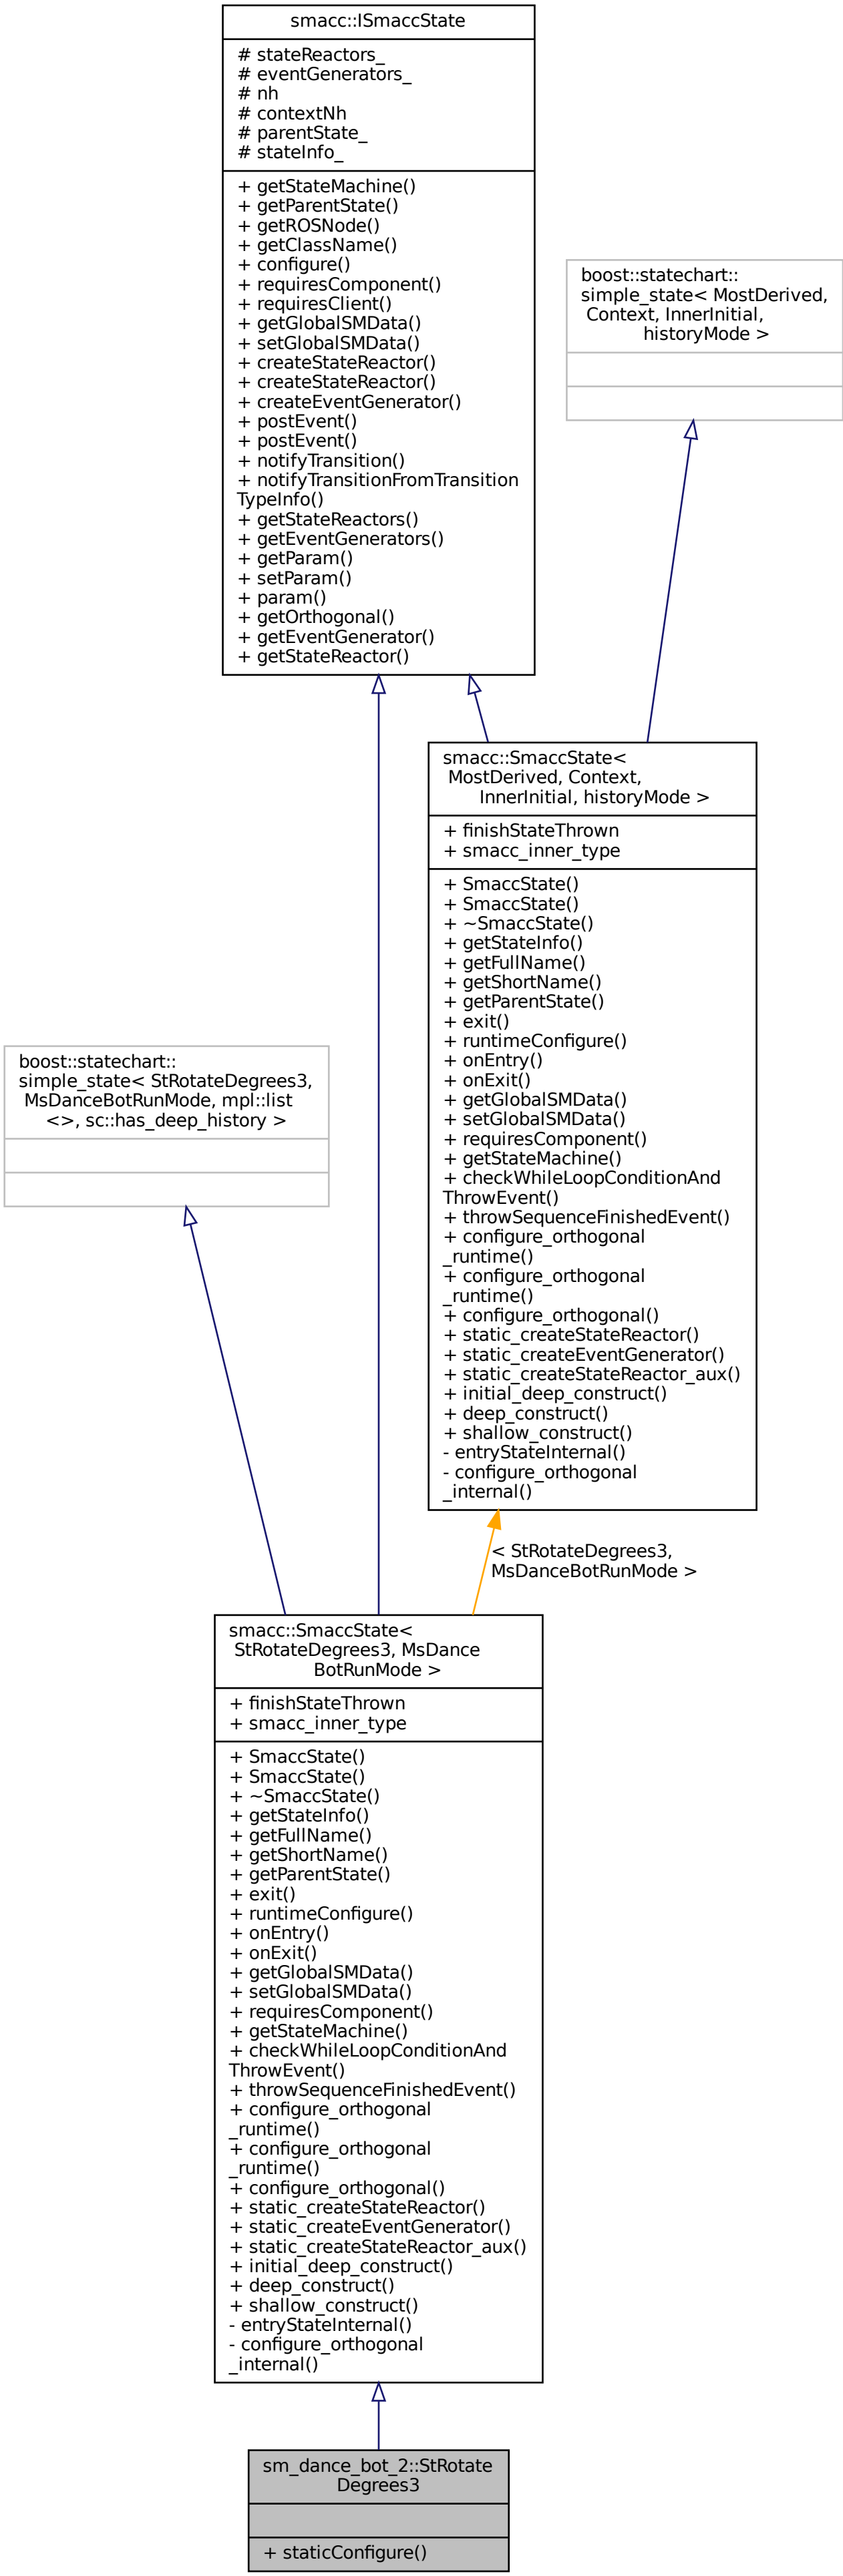 smacc::ISmaccState
# stateReactors_
# eventGenerators_
# nh
# contextNh
# parentState_
# stateInfo_
+ getStateMachine()
+ getParentState()
+ getROSNode()
+ getClassName()
+ configure()
+ requiresComponent()
+ requiresClient()
+ getGlobalSMData()
+ setGlobalSMData()
+ createStateReactor()
+ createStateReactor()
+ createEventGenerator()
+ postEvent()
+ postEvent()
+ notifyTransition()
+ notifyTransitionFromTransition
TypeInfo()
+ getStateReactors()
+ getEventGenerators()
+ getParam()
+ setParam()
+ param()
+ getOrthogonal()
+ getEventGenerator()
+ getStateReactor()
boost::statechart::
simple_state< MostDerived,
Context, InnerInitial,
historyMode >
smacc::SmaccState<
MostDerived, Context,
InnerInitial, historyMode >
+ finishStateThrown
+ smacc_inner_type
+ SmaccState()
+ SmaccState()
+ ~SmaccState()
+ getStateInfo()
+ getFullName()
+ getShortName()
+ getParentState()
+ exit()
+ runtimeConfigure()
+ onEntry()
+ onExit()
+ getGlobalSMData()
+ setGlobalSMData()
+ requiresComponent()
+ getStateMachine()
+ checkWhileLoopConditionAnd
ThrowEvent()
+ throwSequenceFinishedEvent()
+ configure_orthogonal
_runtime()
+ configure_orthogonal
_runtime()
+ configure_orthogonal()
+ static_createStateReactor()
+ static_createEventGenerator()
+ static_createStateReactor_aux()
+ initial_deep_construct()
+ deep_construct()
+ shallow_construct()
- entryStateInternal()
- configure_orthogonal
_internal()
boost::statechart::
simple_state< StRotateDegrees3,
MsDanceBotRunMode, mpl::list
<>, sc::has_deep_history >
< StRotateDegrees3,
MsDanceBotRunMode >
smacc::SmaccState<
StRotateDegrees3, MsDance
BotRunMode >
+ finishStateThrown
+ smacc_inner_type
+ SmaccState()
+ SmaccState()
+ ~SmaccState()
+ getStateInfo()
+ getFullName()
+ getShortName()
+ getParentState()
+ exit()
+ runtimeConfigure()
+ onEntry()
+ onExit()
+ getGlobalSMData()
+ setGlobalSMData()
+ requiresComponent()
+ getStateMachine()
+ checkWhileLoopConditionAnd
ThrowEvent()
+ throwSequenceFinishedEvent()
+ configure_orthogonal
_runtime()
+ configure_orthogonal
_runtime()
+ configure_orthogonal()
+ static_createStateReactor()
+ static_createEventGenerator()
+ static_createStateReactor_aux()
+ initial_deep_construct()
+ deep_construct()
+ shallow_construct()
- entryStateInternal()
- configure_orthogonal
_internal()
sm_dance_bot_2::StRotate
Degrees3
+ staticConfigure()